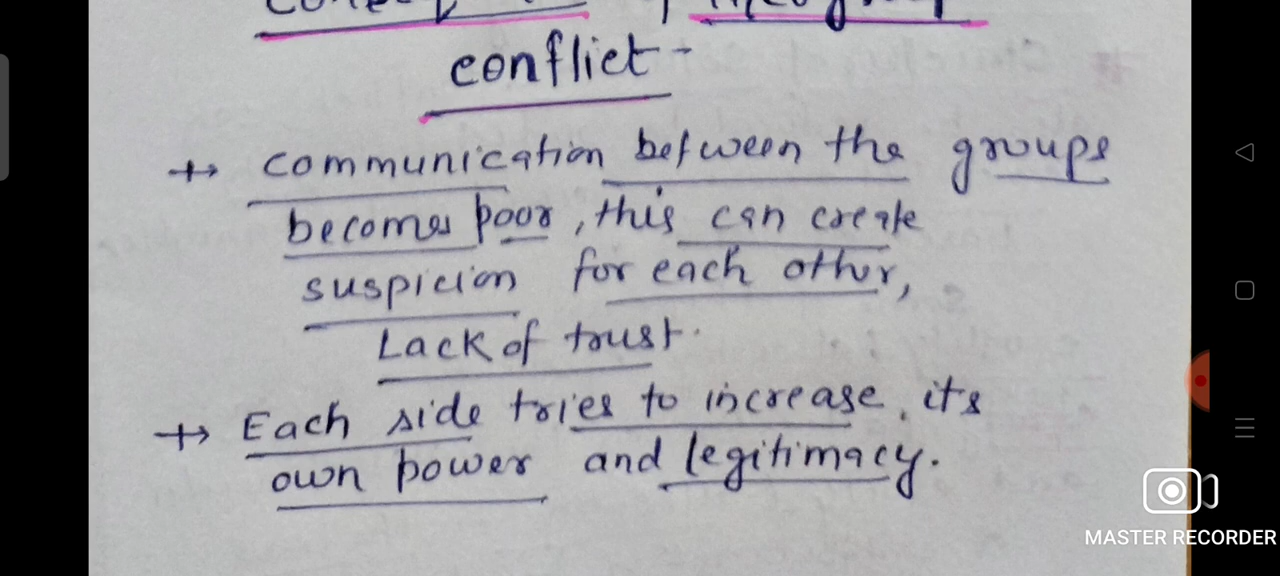 conflict -
→ communication between the groups
becomes poor, this can create
suspicion for each other,
Lack of trust.
→ Each side tries to increase its
own power and legitimacy.
MASTER RECORDER